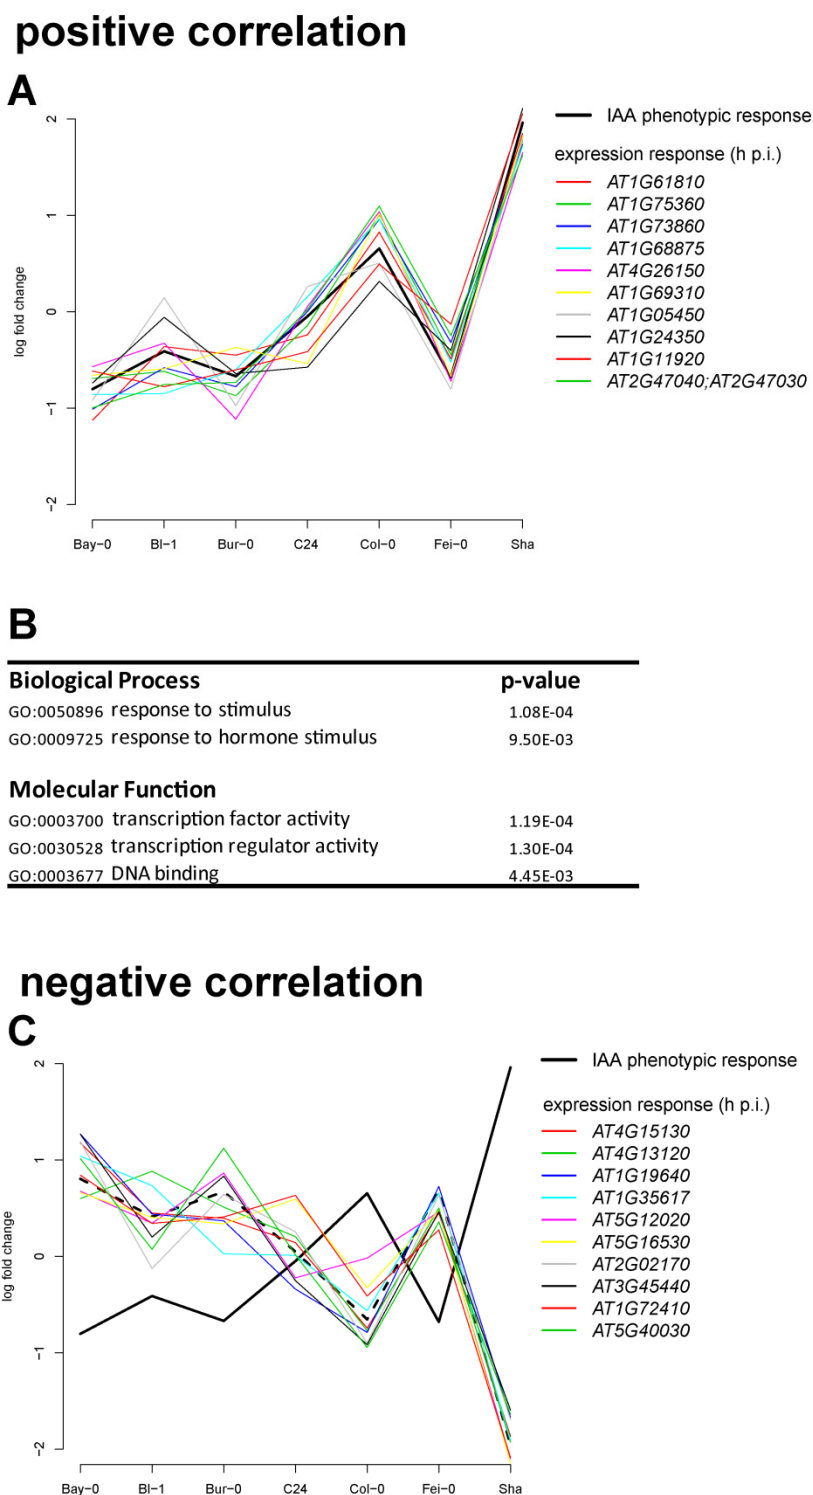 positive correlation
A
IAA phenotypic response
expression response (h p.i.)
AT1G61810
AT1G75360
AT1G73860
AT1G68875
AT4G26150
AT1G69310
AT1G05450
AT1G24350
AT1G11920
AT2G47040;AT2G47030
log fold change
2
1
0
−1
−2
Bay−0 Bl−1 Bur−0 C24 Col−0 Fei−0 Sha
B
Biological Process p-value
GO:0050896 response to stimulus 1.08E-04
GO:0009725 response to hormone stimulus 9.50E-03
Molecular Function
GO:0003700 transcription factor activity 1.19E-04
GO:0030528 transcription regulator activity 1.30E-04
GO:0003677 DNA binding 4.45E-03
negative correlation
C
IAA phenotypic response
expression response (h p.i.)
AT4G15130
AT4G13120
AT1G19640
AT1G35617
AT5G12020
AT5G16530
AT2G02170
AT3G45440
AT1G72410
AT5G40030
log fold change
2
1
0
−1
−2
Bay−0 Bl−1 Bur−0 C24 Col−0 Fei−0 Sha